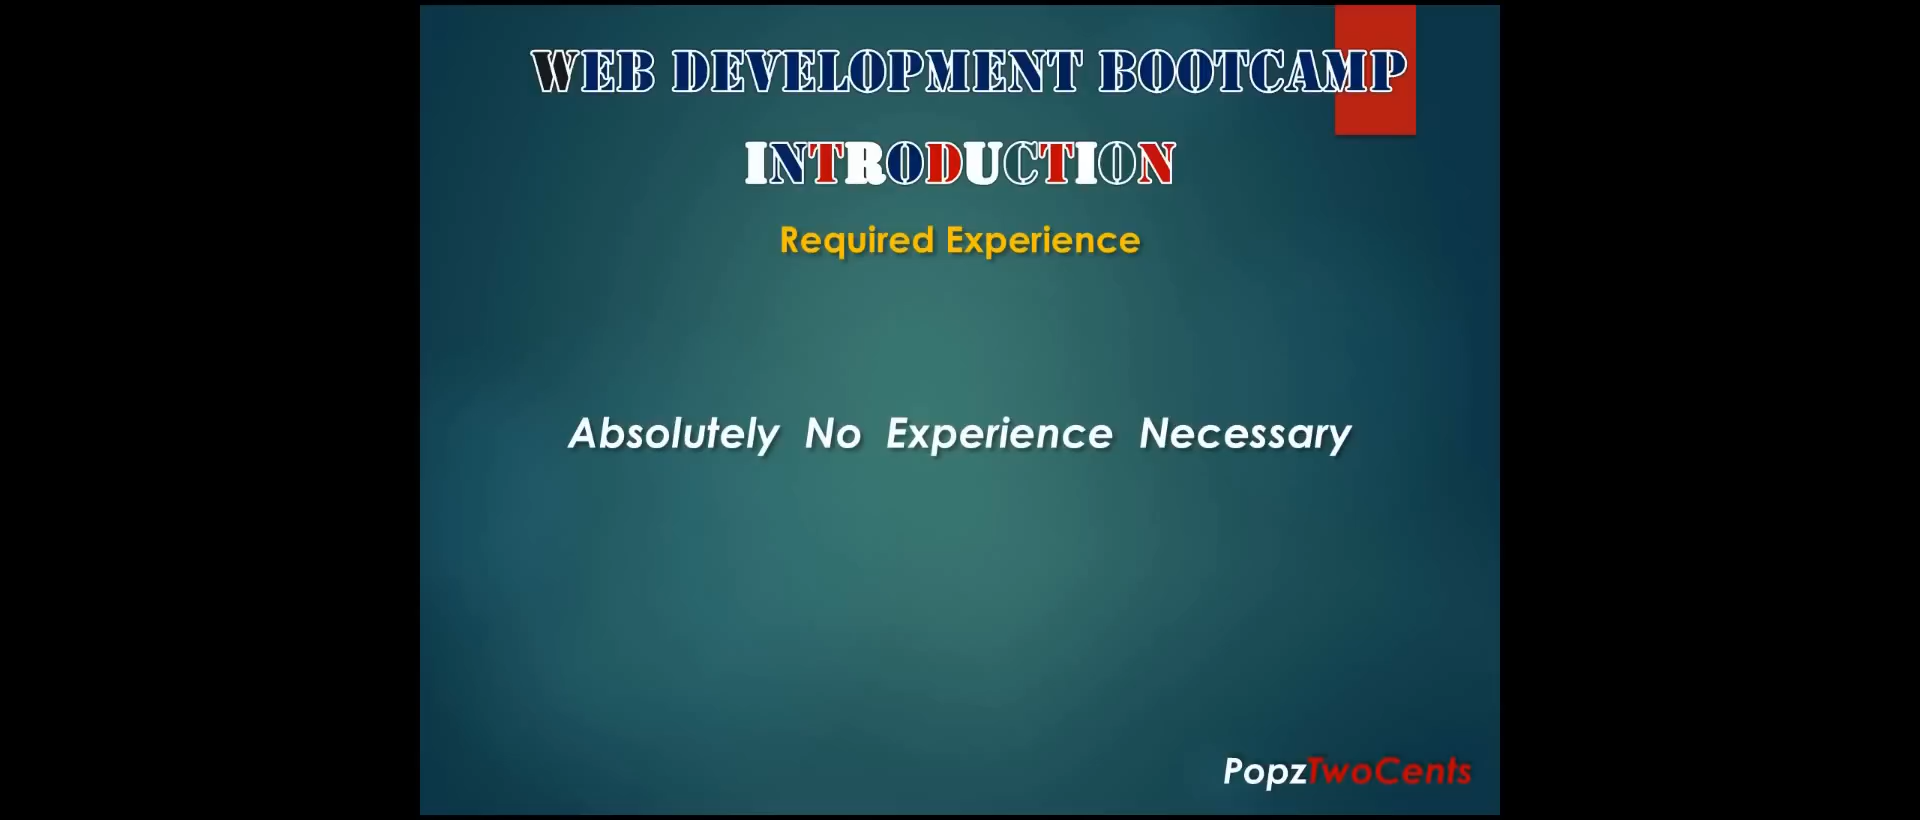 WEB DEVELOPMENT BOOTCAMP
INTRODUCTION
Required Experience
Absolutely No Experience Necessary
PopzTwoCents